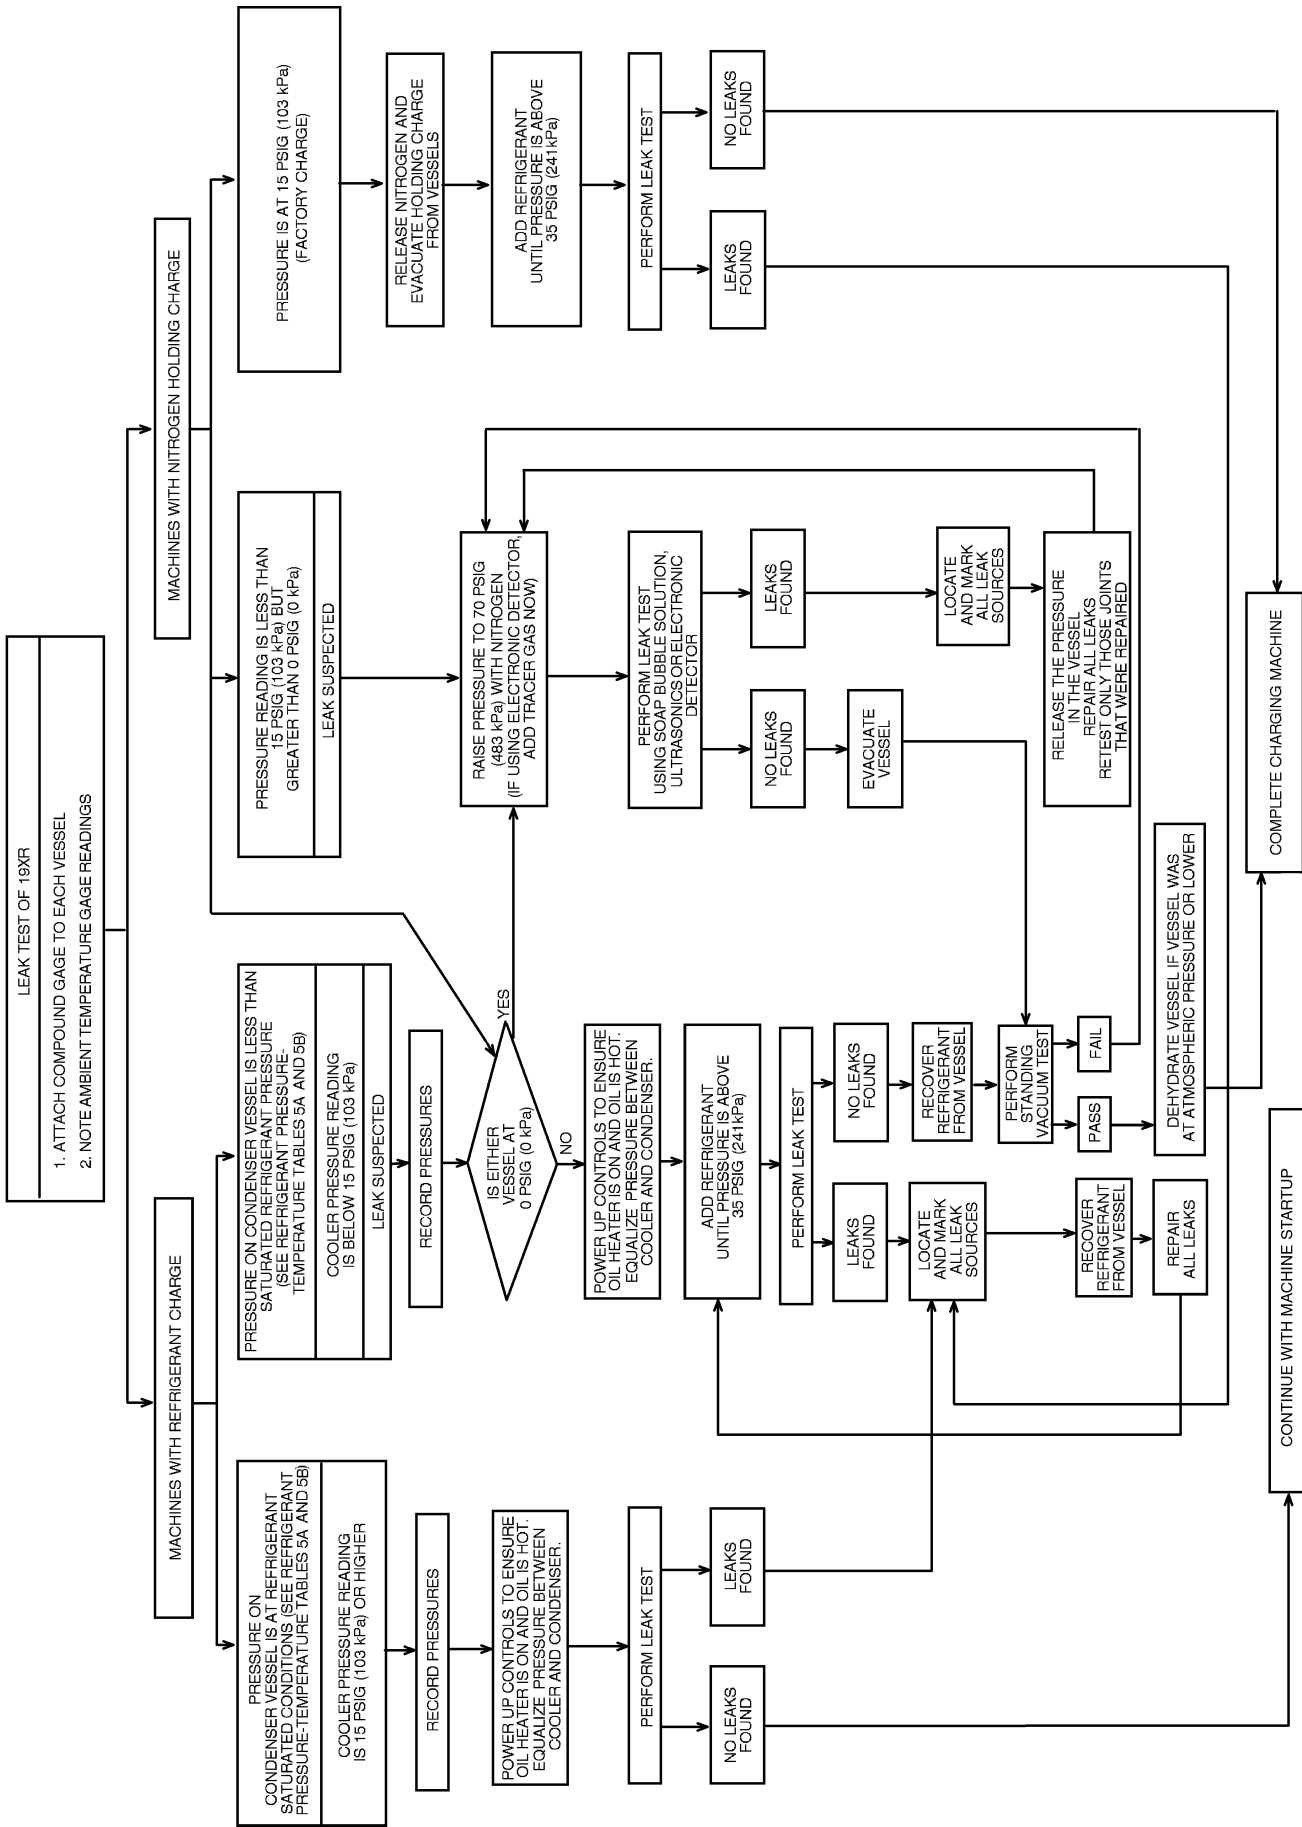 LEAK TEST OF 19XR
1. ATTACH COMPOUND GAGE TO EACH VESSEL
2. NOTE AMBIENT TEMPERATURE GAGE READINGS
MACHINES WITH REFRIGERANT CHARGE
MACHINES WITH NITROGEN HOLDING CHARGE
PRESSURE ON
CONDENSER VESSEL IS AT REFRIGERANT
SATURATED CONDITIONS (SEE REFRIGERANT
PRESSURE-TEMPERATURE TABLES 5A AND 5B)
COOLER PRESSURE READING
IS 15 PSIG (103 kPa) OR HIGHER
RECORD PRESSURES
POWER UP CONTROLS TO ENSURE
OIL HEATER IS ON AND OIL IS HOT.
EQUALIZE PRESSURE BETWEEN
COOLER AND CONDENSER.
PERFORM LEAK TEST
NO LEAKS
FOUND
LEAKS
FOUND
PRESSURE ON CONDENSER VESSEL IS LESS THAN
SATURATED REFRIGERANT PRESSURE
(SEE REFRIGERANT PRESSURE-
TEMPERATURE TABLES 5A AND 5B)
COOLER PRESSURE READING
IS BELOW 15 PSIG (103 kPa)
LEAK SUSPECTED
RECORD PRESSURES
IS EITHER
VESSEL AT
0 PSIG (0 kPa)
YES
NO
POWER UP CONTROLS TO ENSURE
OIL HEATER IS ON AND OIL IS HOT.
EQUALIZE PRESSURE BETWEEN
COOLER AND CONDENSER.
ADD REFRIGERANT
UNTIL PRESSURE IS ABOVE
35 PSIG (241kPa)
PERFORM LEAK TEST
LEAKS
FOUND
NO LEAKS
FOUND
LOCATE
AND MARK
ALL LEAK
SOURCES
RECOVER
REFRIGERANT
FROM VESSEL
RECOVER
REFRIGERANT
FROM VESSEL
REPAIR
ALL LEAKS
PERFORM
STANDING
VACUUM TEST
PASS
FAIL
DEHYDRATE VESSEL IF VESSEL WAS
AT ATMOSPHERIC PRESSURE OR LOWER
PRESSURE READING IS LESS THAN
15 PSIG (103 kPa) BUT
GREATER THAN 0 PSIG (0 kPa)
LEAK SUSPECTED
RAISE PRESSURE TO 70 PSIG
(483 kPa) WITH NITROGEN
(IF USING ELECTRONIC DETECTOR,
ADD TRACER GAS NOW)
PERFORM LEAK TEST
USING SOAP BUBBLE SOLUTION,
ULTRASONICS OR ELECTRONIC
DETECTOR
NO LEAKS
FOUND
LEAKS
FOUND
EVACUATE
VESSEL
LOCATE
AND MARK
ALL LEAK
SOURCES
RELEASE THE PRESSURE
IN THE VESSEL
REPAIR ALL LEAKS
RETEST ONLY THOSE JOINTS
THAT WERE REPAIRED
PRESSURE IS AT 15 PSIG (103 kPa)
(FACTORY CHARGE)
RELEASE NITROGEN AND
EVACUATE HOLDING CHARGE
FROM VESSELS
ADD REFRIGERANT
UNTIL PRESSURE IS ABOVE
35 PSIG (241kPa)
PERFORM LEAK TEST
LEAKS
FOUND
NO LEAKS
FOUND
COMPLETE CHARGING MACHINE
CONTINUE WITH MACHINE STARTUP